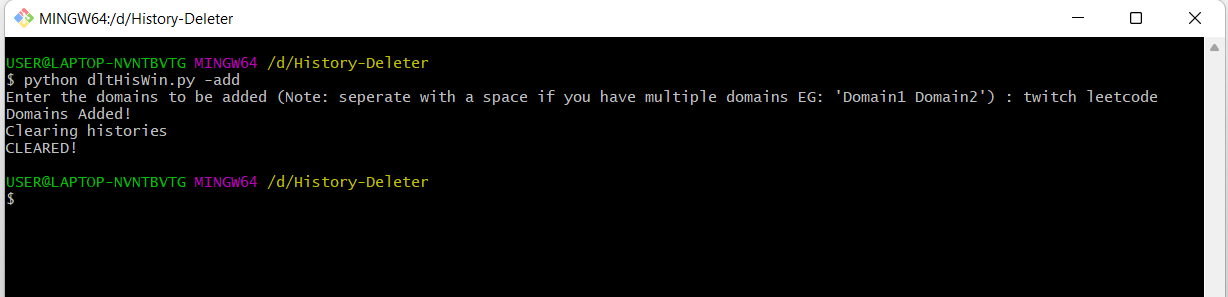 MINGW64:/d/History-Deleter
USER@LAPTOP-NVNTBVTG MINGW64 /d/History-Deleter
$ python dltHisWin.py -add
Enter the domains to be added (Note: seperate with a space if you have multiple domains EG: 'Domain1 Domain2') : twitch leetcode
Domains Added!
Clearing histories
CLEARED!
USER@LAPTOP-NVNTBVTG MINGW64 /d/History-Deleter
$